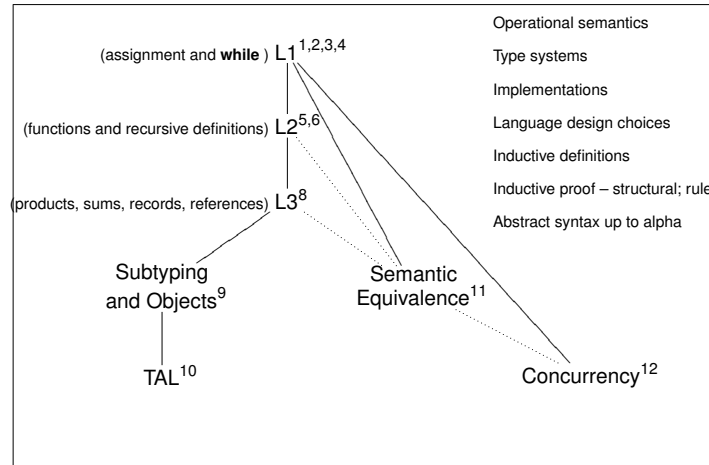 (assignment and while ) L1 1,2,3,4
(functions and recursive definitions) L2 5,6
(products, sums, records, references) L3 8
Subtyping
and Objects 9
Semantic
Equivalence 11
TAL 10
Concurrency 12
Operational semantics
Type systems
Implementations
Language design choices
Inductive definitions
Inductive proof – structural; rule
Abstract syntax up to alpha